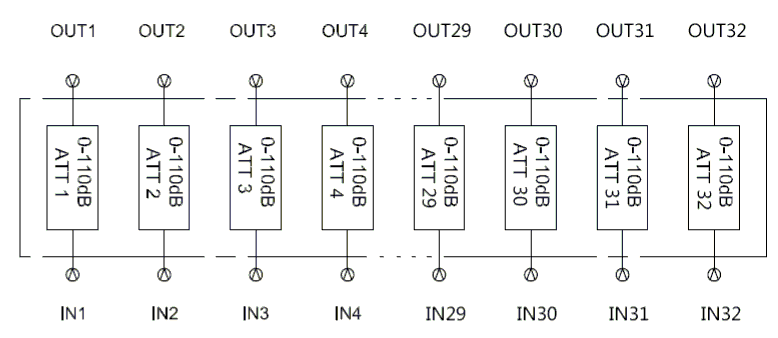 OUT1 OUT2 OUT3 OUT4 OUT29 OUT30 OUT31 OUT32
0-110dB
ATT 1
0-110dB
ATT 2
0-110dB
ATT 3
0-110dB
ATT 4
0-110dB
ATT 29
0-110dB
ATT 30
0-110dB
ATT 31
0-110dB
ATT 32
IN1 IN2 IN3 IN4 IN29 IN30 IN31 IN32